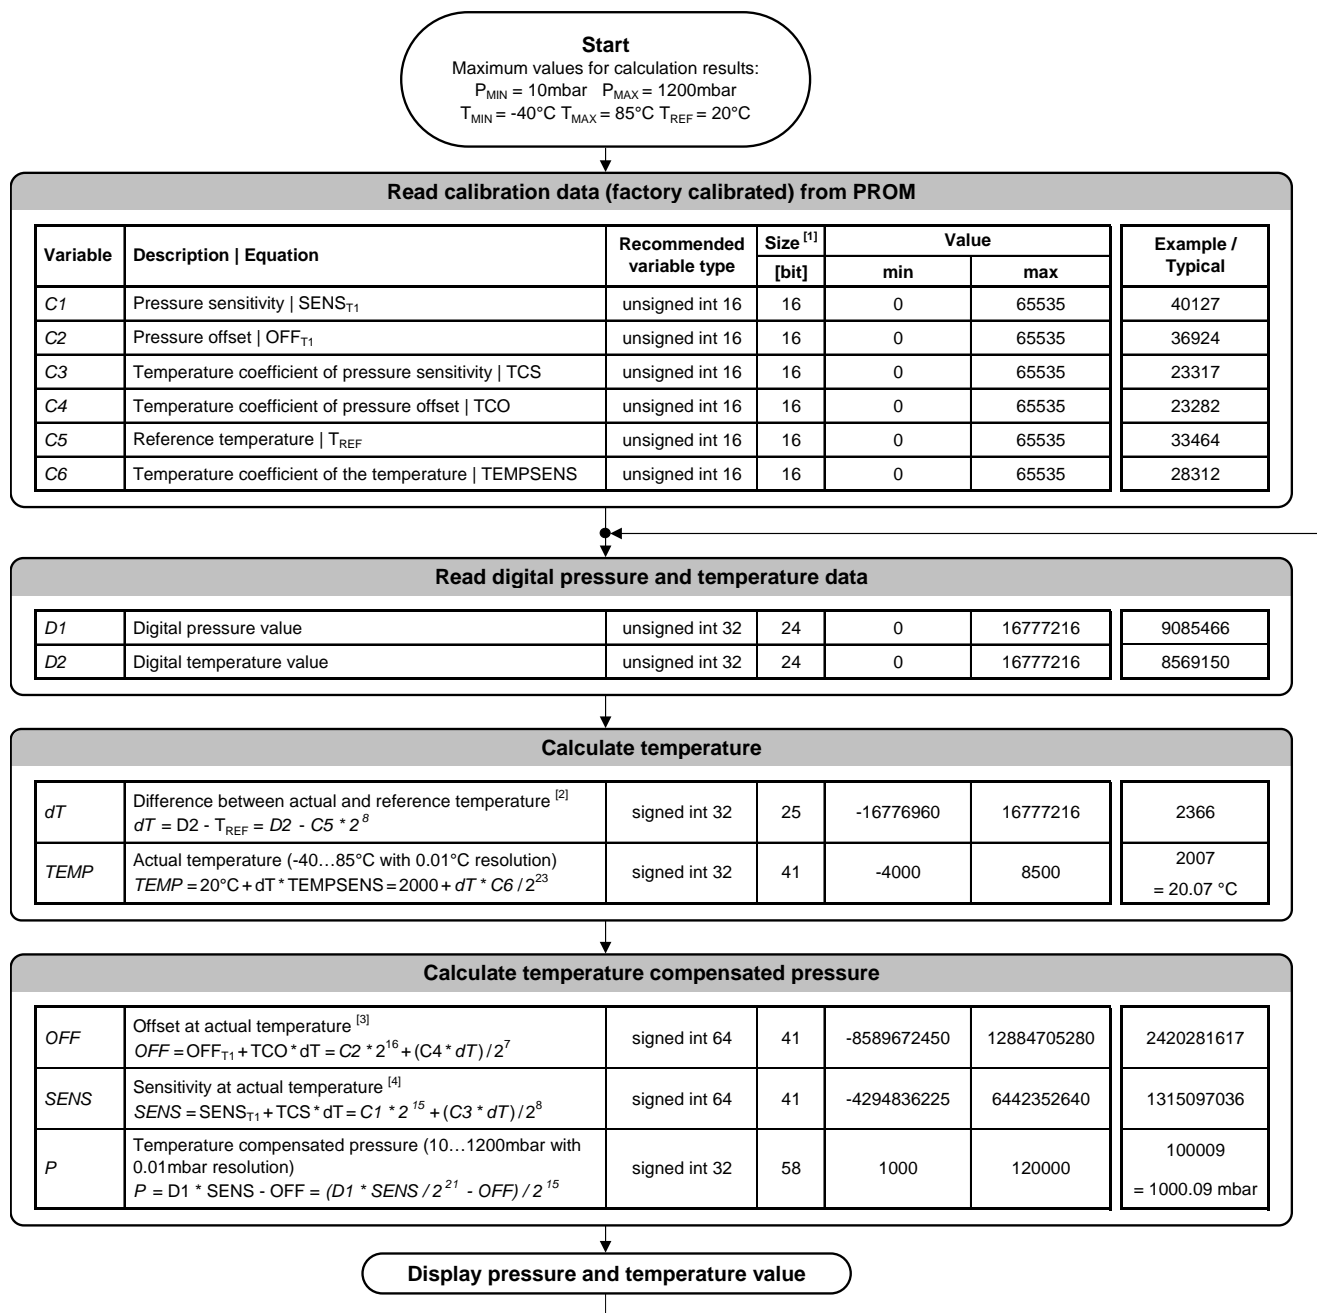 Start
Maximum values for calculation results:
P_MIN = 10mbar P_MAX = 1200mbar
T_MIN = -40°C T_MAX = 85°C T_REF = 20°C
Read calibration data (factory calibrated) from PROM
Variable Description | Equation Recommended variable type Size [1] [bit] Value min max Example / Typical
C1 Pressure sensitivity | SENS_T1 unsigned int 16 16 0 65535 40127
C2 Pressure offset | OFF_T1 unsigned int 16 16 0 65535 36924
C3 Temperature coefficient of pressure sensitivity | TCS unsigned int 16 16 0 65535 23317
C4 Temperature coefficient of pressure offset | TCO unsigned int 16 16 0 65535 23282
C5 Reference temperature | T_REF unsigned int 16 16 0 65535 33464
C6 Temperature coefficient of the temperature | TEMPSENS unsigned int 16 16 0 65535 28312
Read digital pressure and temperature data
D1 Digital pressure value unsigned int 32 24 0 16777216 9085466
D2 Digital temperature value unsigned int 32 24 0 16777216 8569150
Calculate temperature
dT Difference between actual and reference temperature [2]
dT = D2 - T_REF = D2 - C5 * 2^8 signed int 32 25 -16776960 16777216 2366
TEMP Actual temperature (-40…85°C with 0.01°C resolution)
TEMP = 20°C + dT * TEMPSENS = 2000 + dT * C6 / 2^23 signed int 32 41 -4000 8500 2007
= 20.07 °C
Calculate temperature compensated pressure
OFF Offset at actual temperature [3]
OFF = OFF_T1 + TCO * dT = C2 * 2^16 + (C4 * dT) / 2^7 signed int 64 41 -8589672450 12884705280 2420281617
SENS Sensitivity at actual temperature [4]
SENS = SENS_T1 + TCS * dT = C1 * 2^15 + (C3 * dT) / 2^8 signed int 64 41 -4294836225 6442352640 1315097036
P Temperature compensated pressure (10…1200mbar with
0.01mbar resolution) signed int 32 58 1000 120000 100009
P = D1 * SENS - OFF = (D1 * SENS / 2^21 - OFF) / 2^15 = 1000.09 mbar
Display pressure and temperature value